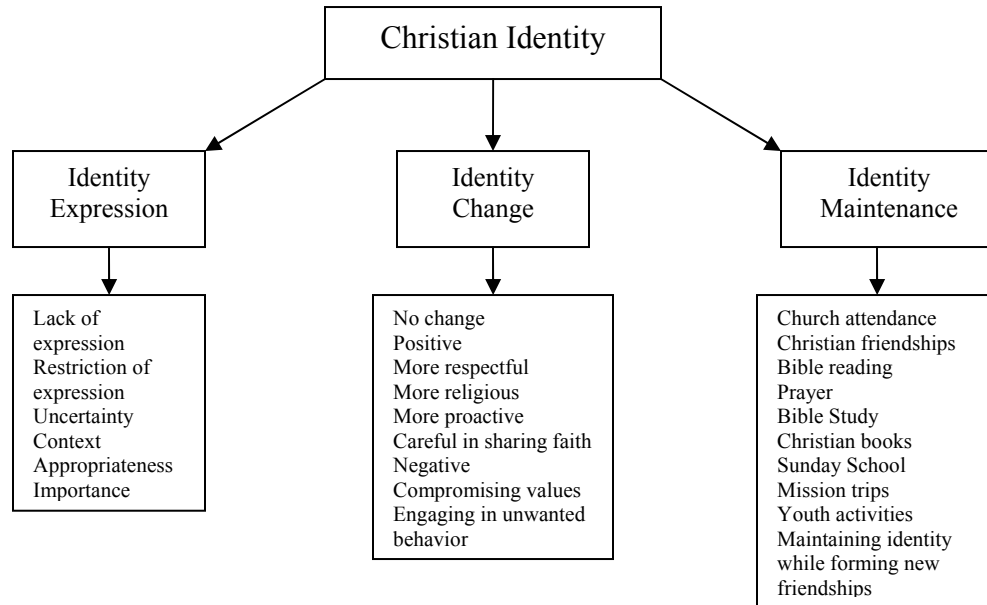 Christian Identity
Identity
Expression
Identity
Change
Identity
Maintenance
Lack of
expression
Restriction of
expression
Uncertainty
Context
Appropriateness
Importance
No change
Positive
More respectful
More religious
More proactive
Careful in sharing faith
Negative
Compromising values
Engaging in unwanted
behavior
Church attendance
Christian friendships
Bible reading
Prayer
Bible Study
Christian books
Sunday School
Mission trips
Youth activities
Maintaining identity
while forming new
friendships